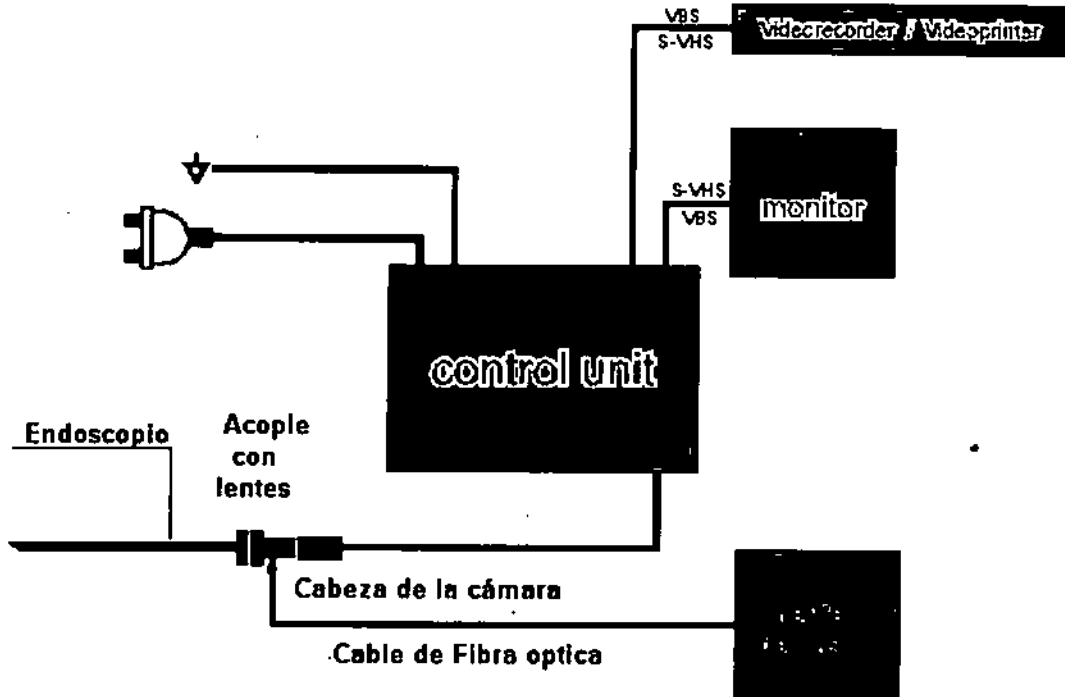 VBS
S-VHS
Videorecorder / Videoprinter
S-VHS
VBS
monitor
control unit
Endoscopio
Acople
con
lentes
Cabeza de la cámara
Cable de Fibra optica